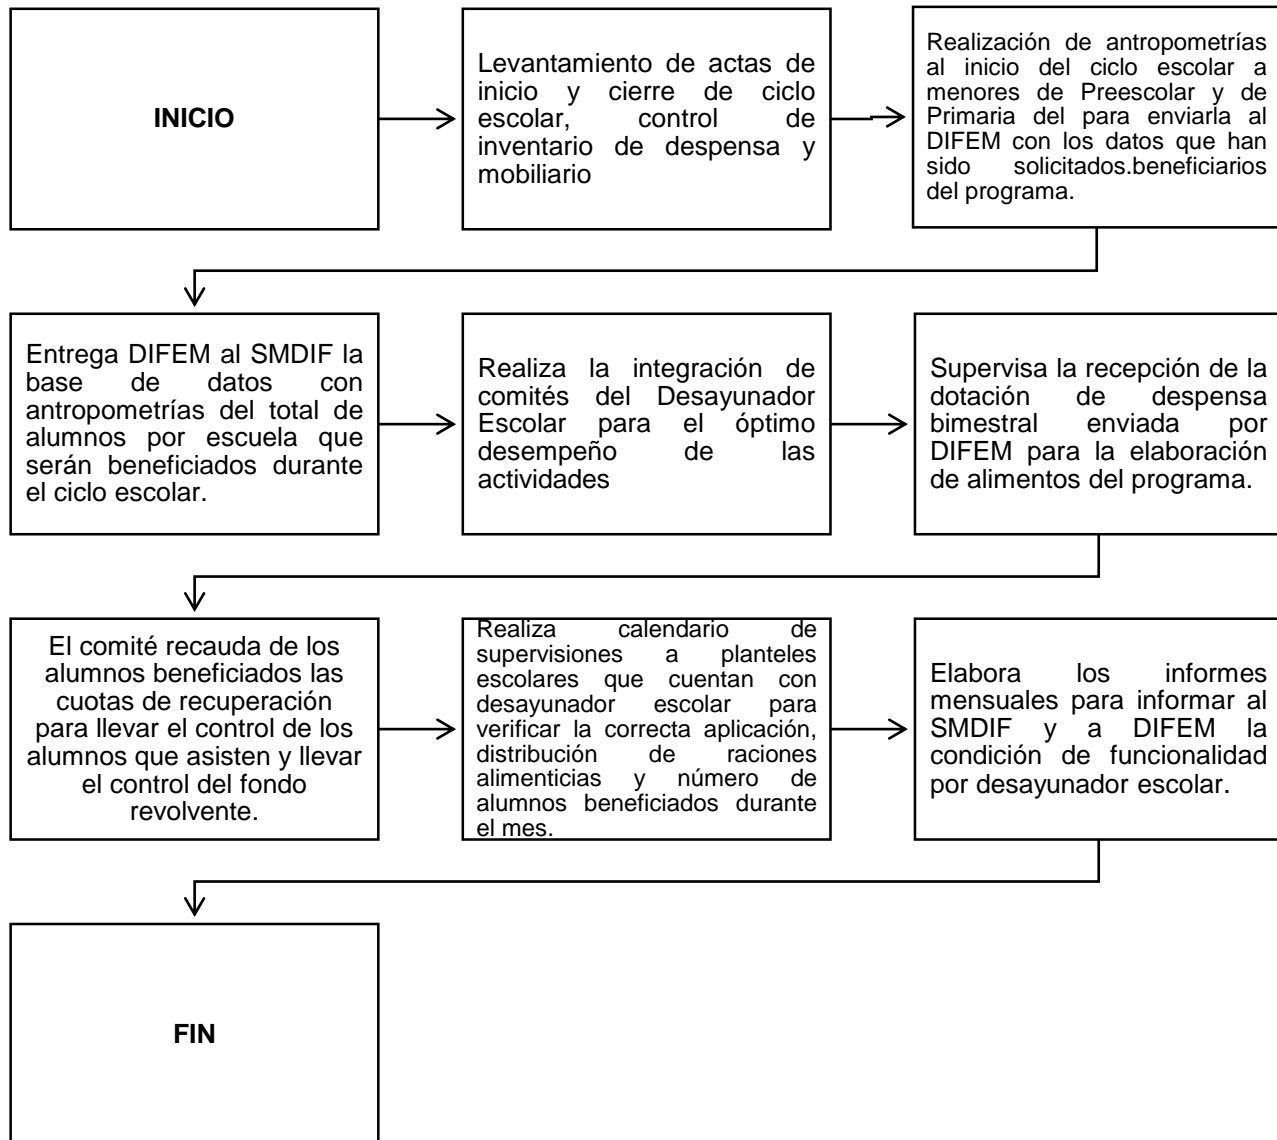 INICIO
Levantamiento de actas de
inicio y cierre de ciclo
escolar, control de
inventario de despensa y
mobiliario
Realización de antropometrías
al inicio del ciclo escolar a
menores de Preescolar y de
Primaria del para enviarla al
DIFEM con los datos que han
sido solicitados.beneficiarios
del programa.
Entrega DIFEM al SMDIF la
base de datos con
antropometrías del total de
alumnos por escuela que
serán beneficiados durante
el ciclo escolar.
Realiza la integración de
comités del Desayunador
Escolar para el óptimo
desempeño de las
actividades
Supervisa la recepción de la
dotación de despensa
bimestral enviada por
DIFEM para la elaboración
de alimentos del programa.
El comité recauda de los
alumnos beneficiados las
cuotas de recuperación
para llevar el control de los
alumnos que asisten y llevar
el control del fondo
revolvente.
Realiza calendario de
supervisiones a planteles
escolares que cuentan con
desayunador escolar para
verificar la correcta aplicación,
distribución de raciones
alimenticias y número de
alumnos beneficiados durante
el mes.
Elabora los informes
mensuales para informar al
SMDIF y a DIFEM la
condición de funcionalidad
por desayunador escolar.
FIN